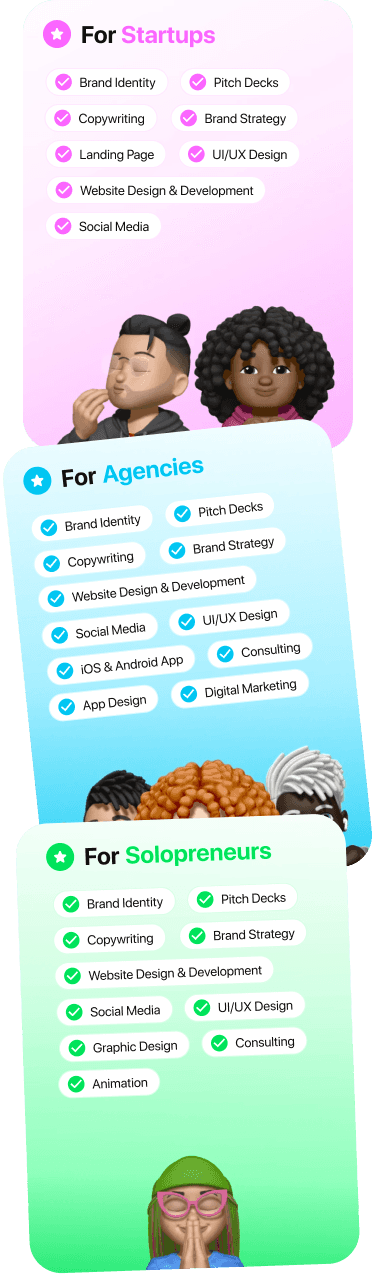 For Startups
Brand Identity Pitch Decks
Copywriting Brand Strategy
Landing Page UI/UX Design
Website Design & Development
Social Media
For Agencies
Brand Identity Pitch Decks
Copywriting Brand Strategy
Website Design & Development
Social Media UI/UX Design
iOS & Android App Consulting
App Design Digital Marketing
For Solopreneurs
Brand Identity Pitch Decks
Copywriting Brand Strategy
Website Design & Development
Social Media UI/UX Design
Graphic Design Consulting
Animation